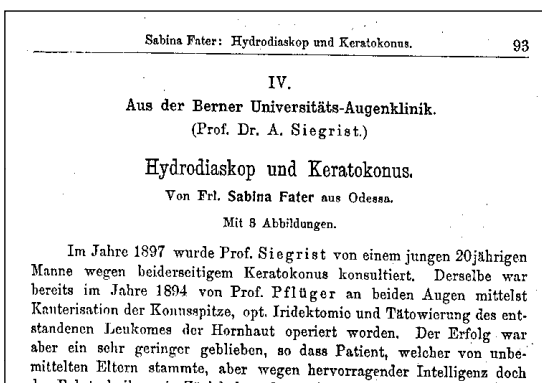 Sabina Fater: Hydrodiaskop und Keratokonus. 93
IV.
Aus der Berner Universitäts-Augenklinik.
(Prof. Dr. A. Siegrist.)
Hydrodiaskop und Keratokonus.
Von Frl. Sabina Fater aus Odessa.
Mit 8 Abbildungen.
Im Jahre 1897 wurde Prof. Siegrist von einem jungen 20jährigen
Manne wegen beiderseitigem Keratokonus konsultiert. Derselbe war
bereits im Jahre 1894 von Prof. Pflüger an beiden Augen mittelst
Kauterisation der Konusspitze, opt. Iridektomie und Tätowierung des ent-
standenen Leukomes der Hornhaut operiert worden. Der Erfolg war
aber ein sehr geringer geblieben, so dass Patient, welcher von unbe-
mittelten Eltern stammte, aber wegen hervorragender Intelligenz doch